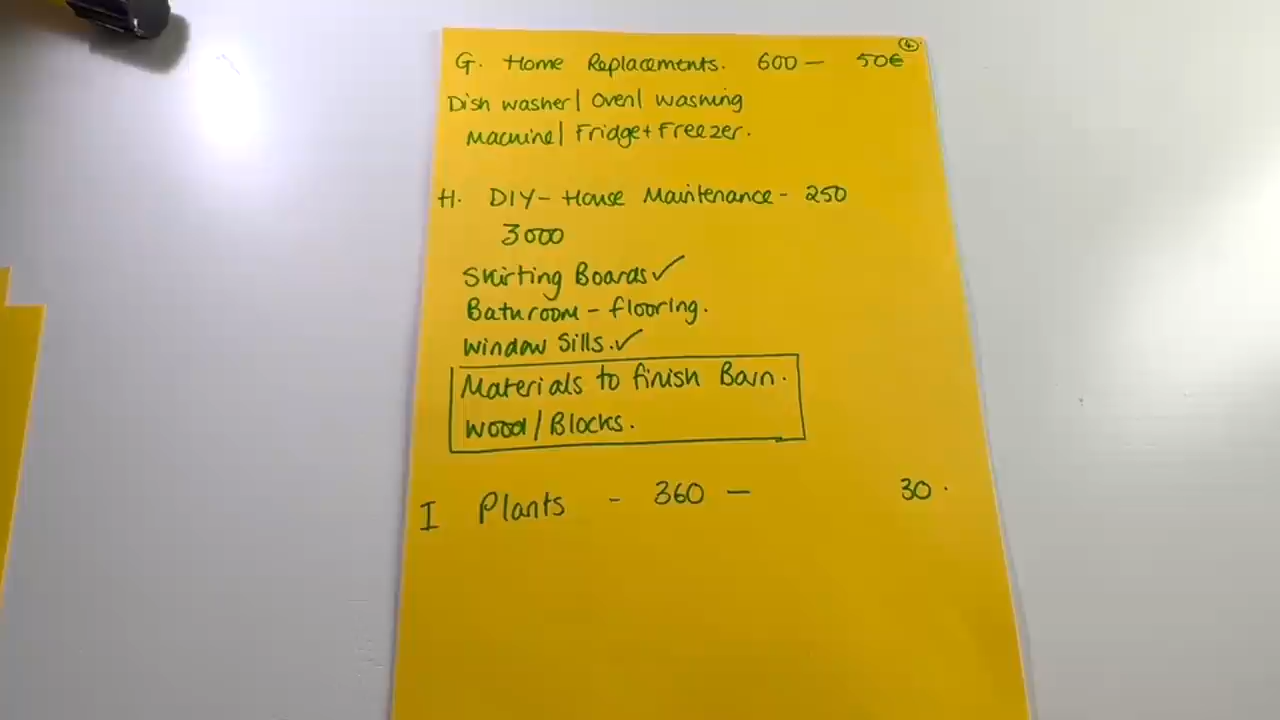 4
G. Home Replacements. 600 — 50€
Dish washer/ Oven/ washing
Machine/ Fridge + Freezer.
H. DIY - House Maintenance - 250
3000
Skirting Boards ✓
Bathroom - flooring.
Window Sills. ✓
Materials to finish Barn.
Wood / Blocks.
I Plants - 360 — 30.